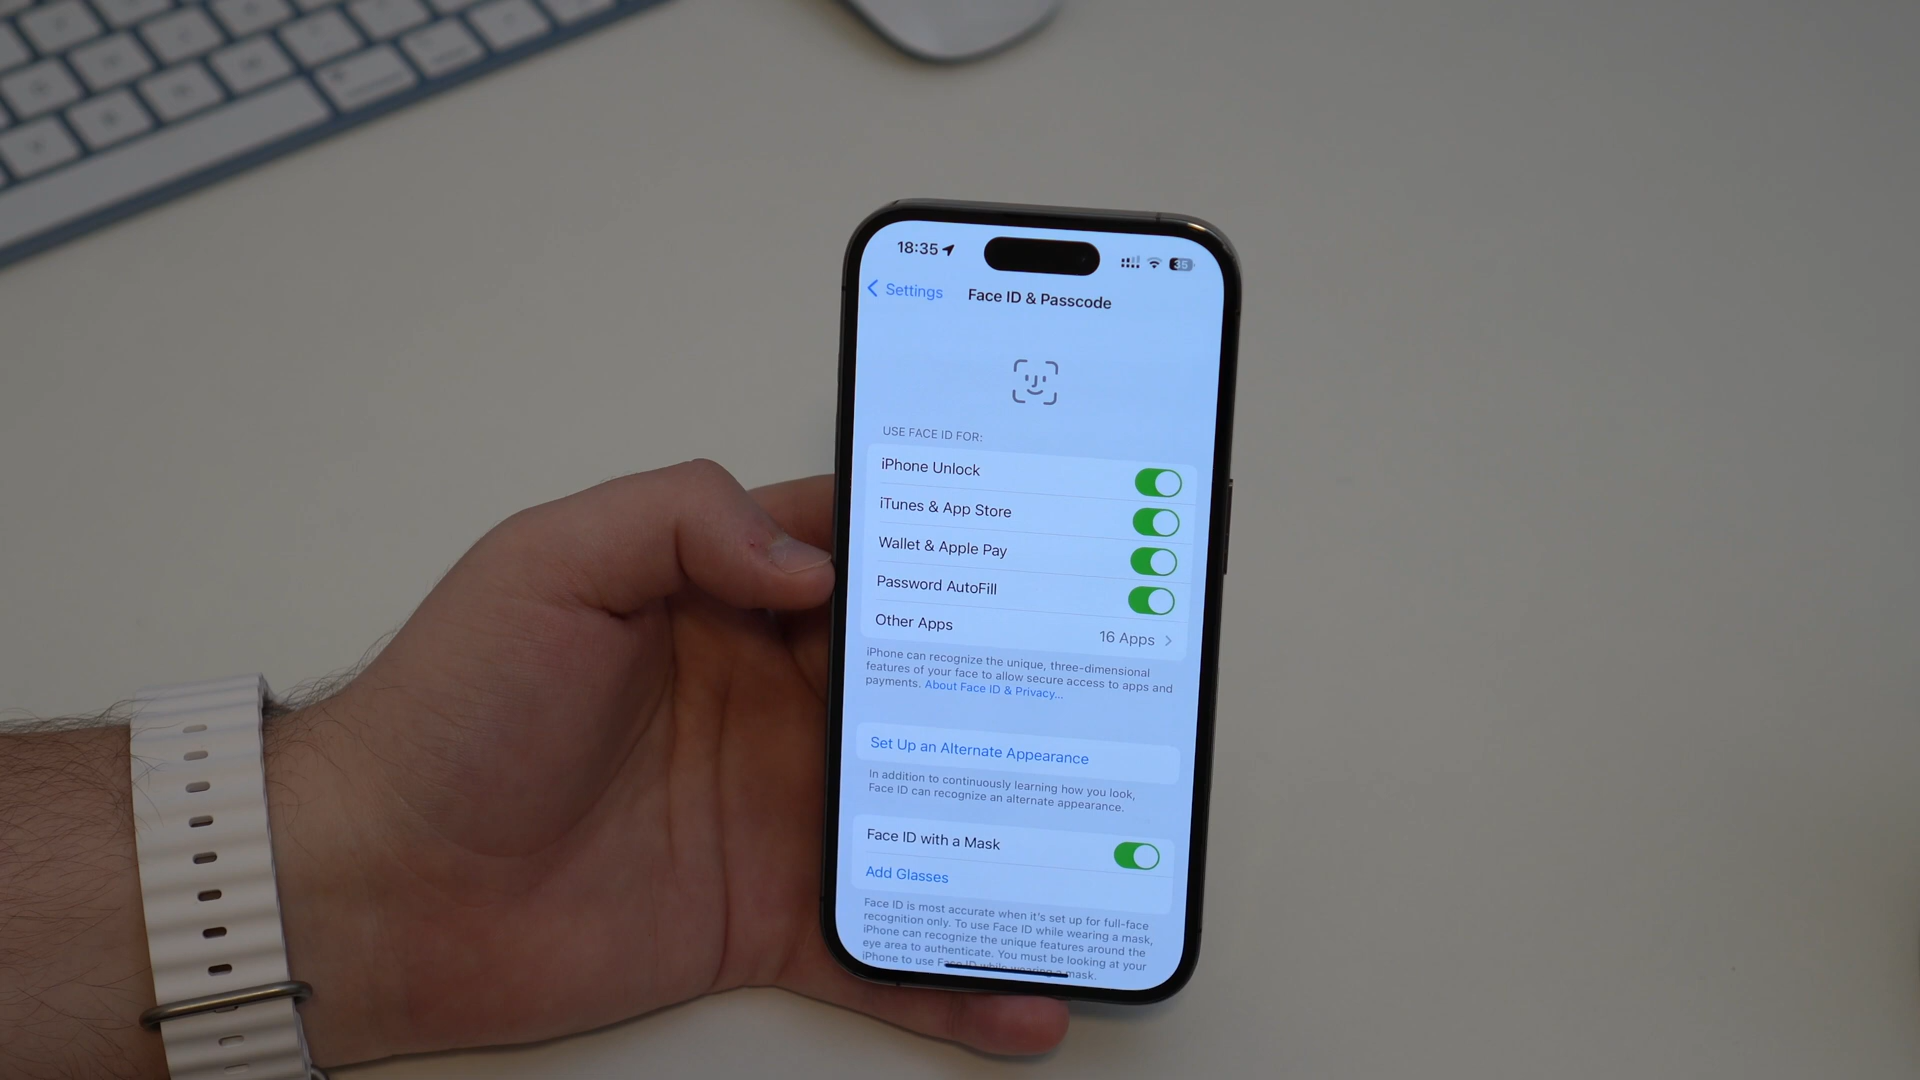 18:35
35
Settings
Face ID & Passcode
USE FACE ID FOR:
iPhone Unlock
iTunes & App Store
Wallet & Apple Pay
Password AutoFill
Other Apps
16 Apps
iPhone can recognize the unique, three-dimensional
features of your face to allow secure access to apps and
payments. About Face ID & Privacy...
Set Up an Alternate Appearance
In addition to continuously learning how you look,
Face ID can recognize an alternate appearance.
Face ID with a Mask
Add Glasses
Face ID is most accurate when it's set up for full-face
recognition only. To use Face ID while wearing a mask,
iPhone can recognize the unique features around the
eye area to authenticate. You must be looking at your
iPhone to use Face ID while wearing a mask.